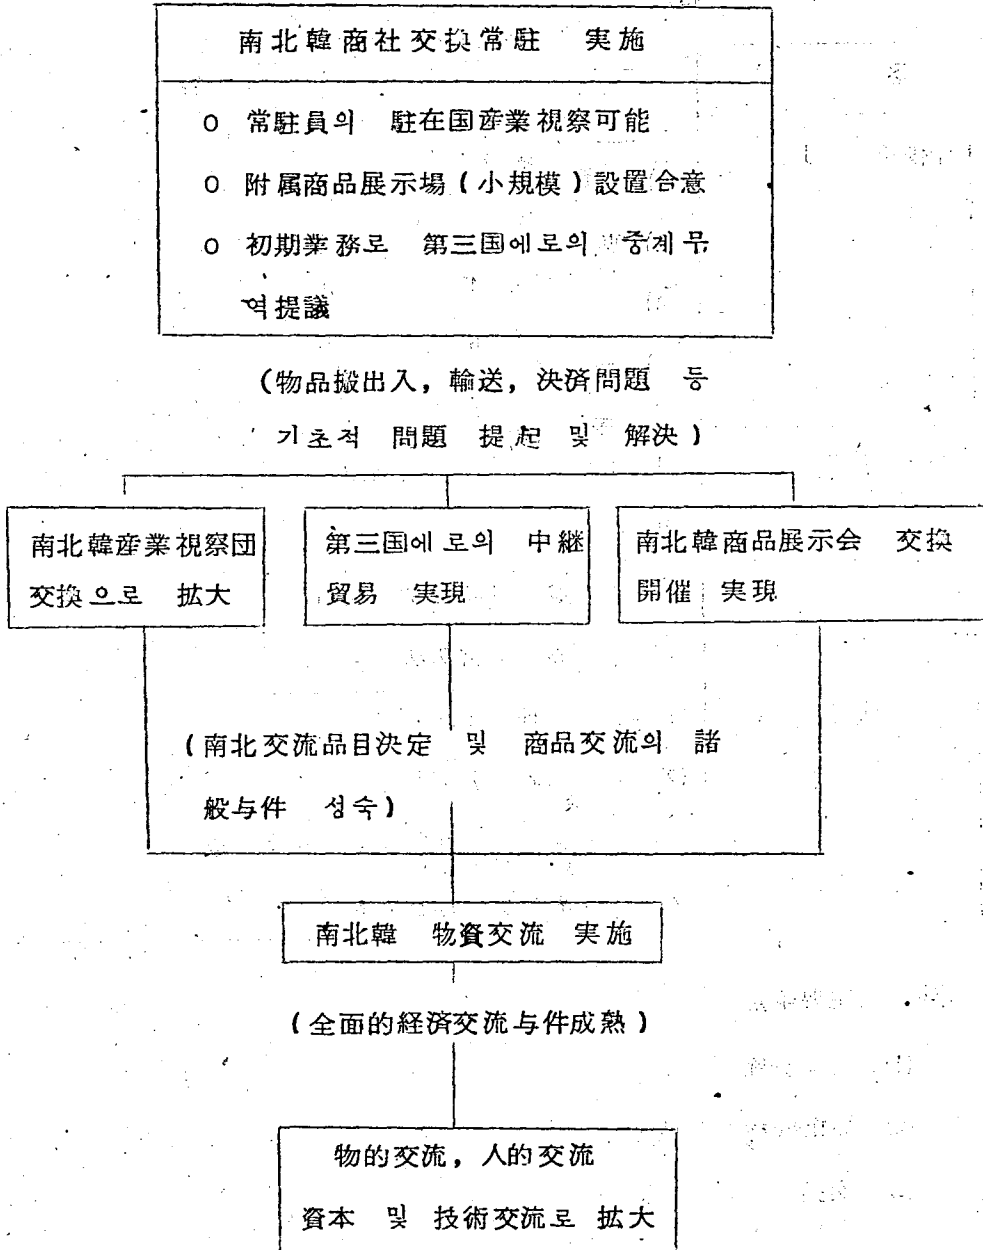 南北韓商社交換常駐 実施
o 常駐員의 駐在国産業視察可能
o 附属商品展示場(小規模)設置合意
o 初期業務로 第三国에로의 중계무
역提議
(物品搬出入, 輸送, 決済問題 등
기초적 問題 提起 및 解決)
南北韓産業視察団
交換으로 拡大
第三国에로의 中継
貿易 実現
南北韓商品展示会 交換
開催 実現
(南北交流品目決定 및 商品交流의 諸
般与件 성숙)
南北韓 物資交流 実施
(全面的経済交流与件成熟)
物的交流, 人的交流
資本 및 技術交流로 拡大